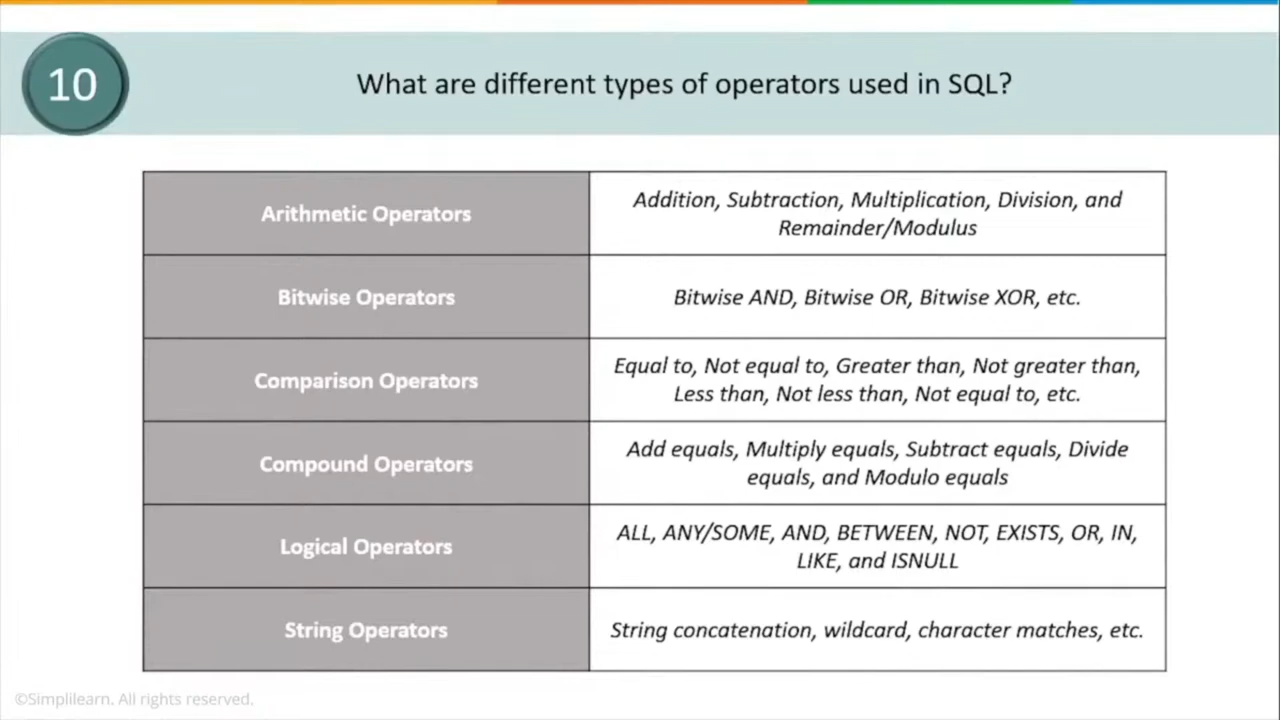 10
What are different types of operators used in SQL?
Arithmetic Operators
Addition, Subtraction, Multiplication, Division, and
Remainder/Modulus
Bitwise Operators
Bitwise AND, Bitwise OR, Bitwise XOR, etc.
Comparison Operators
Equal to, Not equal to, Greater than, Not greater than,
Less than, Not less than, Not equal to, etc.
Compound Operators
Add equals, Multiply equals, Subtract equals, Divide
equals, and Modulo equals
Logical Operators
ALL, ANY/SOME, AND, BETWEEN, NOT, EXISTS, OR, IN,
LIKE, and ISNULL
String Operators
String concatenation, wildcard, character matches, etc.
©Simplilearn. All rights reserved.